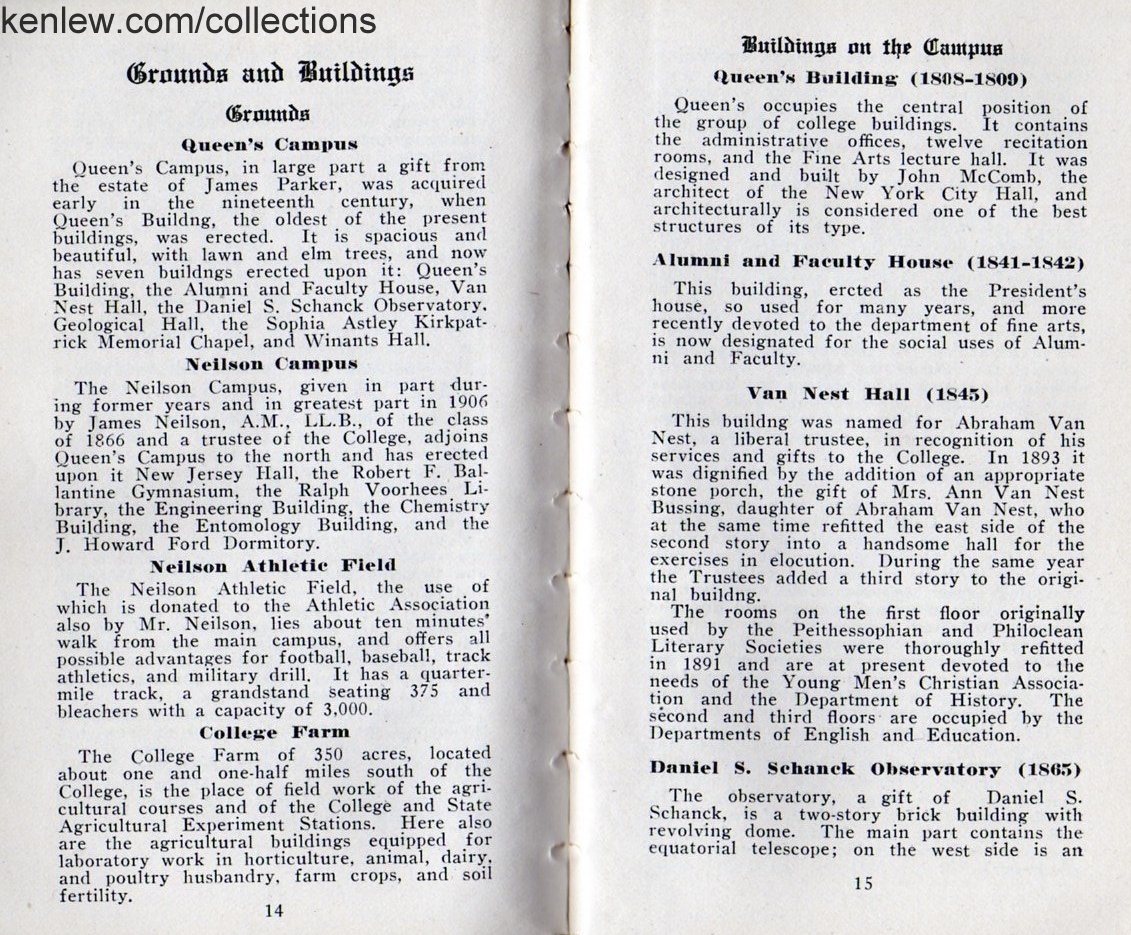 kenlew.com/collections
Grounds and Buildings
Grounds
Queen's Campus
Queen's Campus, in large part a gift from
the estate of James Parker, was acquired
early in the nineteenth century, when
Queen's Buildng, the oldest of the present
buildings, was erected. It is spacious and
beautiful, with lawn and elm trees, and now
has seven buildngs erected upon it: Queen's
Building, the Alumni and Faculty House, Van
Nest Hall, the Daniel S. Schanck Observatory,
Geological Hall, the Sophia Astley Kirkpat-
rick Memorial Chapel, and Winants Hall.
Neilson Campus
The Neilson Campus, given in part dur-
ing former years and in greatest part in 1906
by James Neilson, A.M., LL.B., of the class
of 1866 and a trustee of the College, adjoins
Queen's Campus to the north and has erected
upon it New Jersey Hall, the Robert F. Bal-
lantine Gymnasium, the Ralph Voorhees Li-
brary, the Engineering Building, the Chemistry
Building, the Entomology Building, and the
J. Howard Ford Dormitory.
Neilson Athletic Field
The Neilson Athletic Field, the use of
which is donated to the Athletic Association
also by Mr. Neilson, lies about ten minutes'
walk from the main campus, and offers all
possible advantages for football, baseball, track
athletics, and military drill. It has a quarter-
mile track, a grandstand seating 375 and
bleachers with a capacity of 3,000.
College Farm
The College Farm of 350 acres, located
about one and one-half miles south of the
College, is the place of field work of the agri-
cultural courses and of the College and State
Agricultural Experiment Stations. Here also
are the agricultural buildings equipped for
laboratory work in horticulture, animal, dairy,
and poultry husbandry, farm crops, and soil
fertility.
14
Buildings on the Campus
Queen's Building (1808-1809)
Queen's occupies the central position of
the group of college buildings. It contains
the administrative offices, twelve recitation
rooms, and the Fine Arts lecture hall. It was
designed and built by John McComb, the
architect of the New York City Hall, and
architecturally is considered one of the best
structures of its type.
Alumni and Faculty House (1841-1842)
This building, ercted as the President's
house, so used for many years, and more
recently devoted to the department of fine arts,
is now designated for the social uses of Alum-
ni and Faculty.
Van Nest Hall (1845)
This buildng was named for Abraham Van
Nest, a liberal trustee, in recognition of his
services and gifts to the College. In 1893 it
was dignified by the addition of an appropriate
stone porch, the gift of Mrs. Ann Van Nest
Bussing, daughter of Abraham Van Nest, who
at the same time refitted the east side of the
second story into a handsome hall for the
exercises in elocution. During the same year
the Trustees added a third story to the origi-
nal buildng.
The rooms on the first floor originally
used by the Peithessophian and Philoclean
Literary Societies were thoroughly refitted
in 1891 and are at present devoted to the
needs of the Young Men's Christian Associa-
tion and the Department of History. The
second and third floors are occupied by the
Departments of English and Education.
Daniel S. Schanck Observatory (1865)
The observatory, a gift of Daniel S.
Schanck, is a two-story brick building with
revolving dome. The main part contains the
equatorial telescope; on the west side is an
15